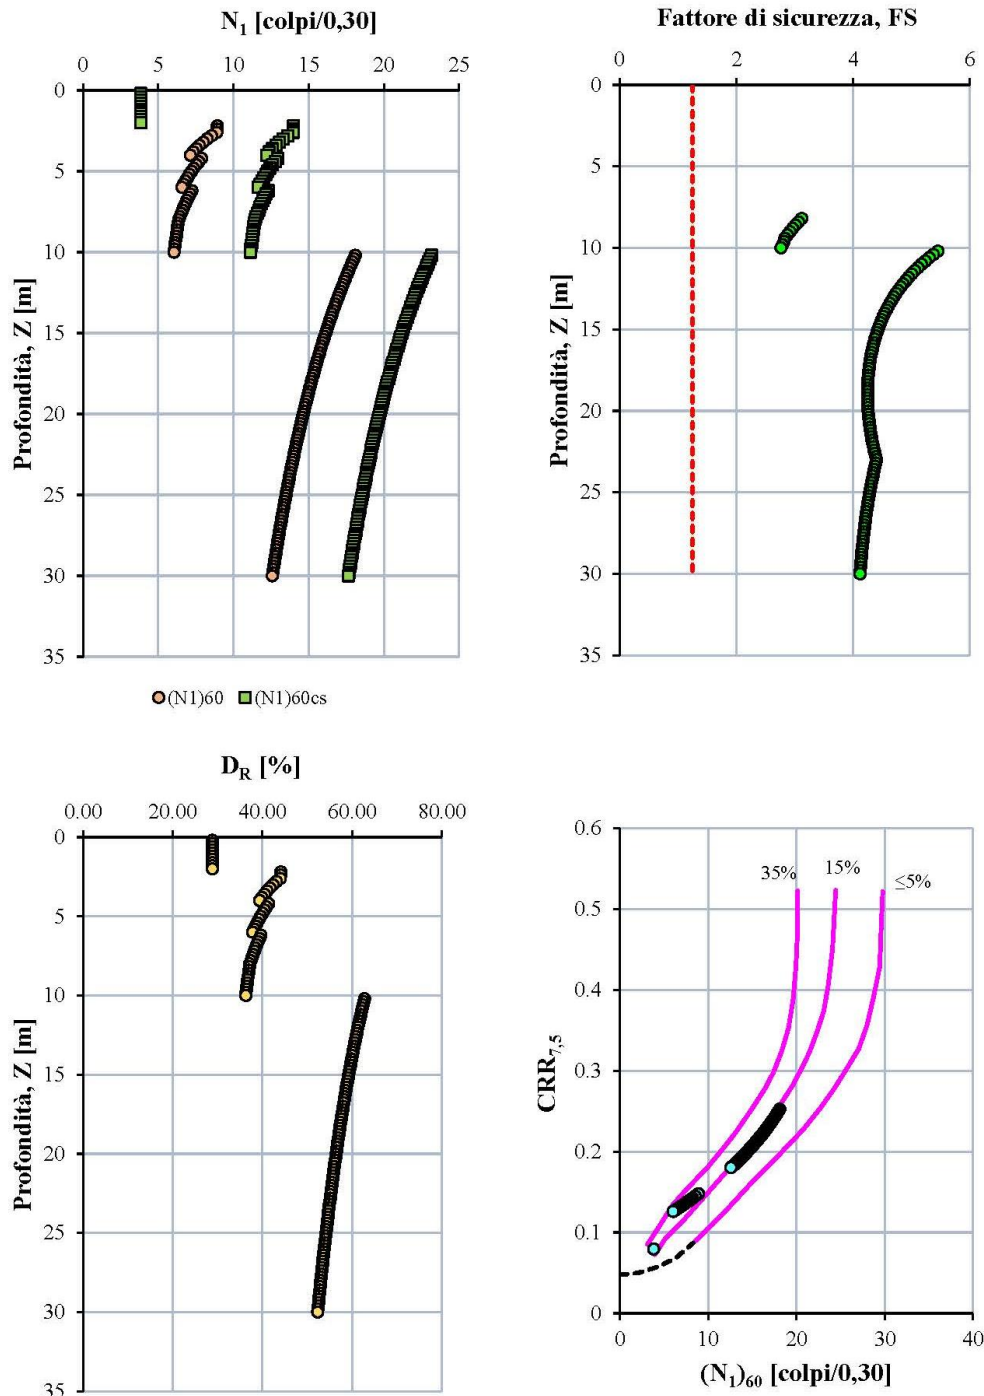 N1 [colpi/0,30]
0 5 10 15 20 25
0
5
10
15
20
25
30
35
Profondità, Z [m]
(N1)60 (N1)60cs
Fattore di sicurezza, FS
0 2 4 6
0
5
10
15
20
25
30
35
Profondità, Z [m]
DR [%]
0.00 20.00 40.00 60.00 80.00
0
5
10
15
20
25
30
35
Profondità, Z [m]
0.6
0.5
0.4
0.3
0.2
0.1
0
CRR7,5
35% 15% ≤5%
0 10 20 30 40
(N1)60 [colpi/0,30]